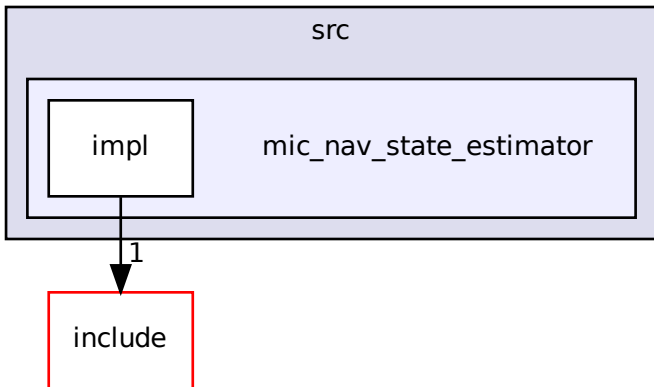 src
impl
mic_nav_state_estimator
1
include